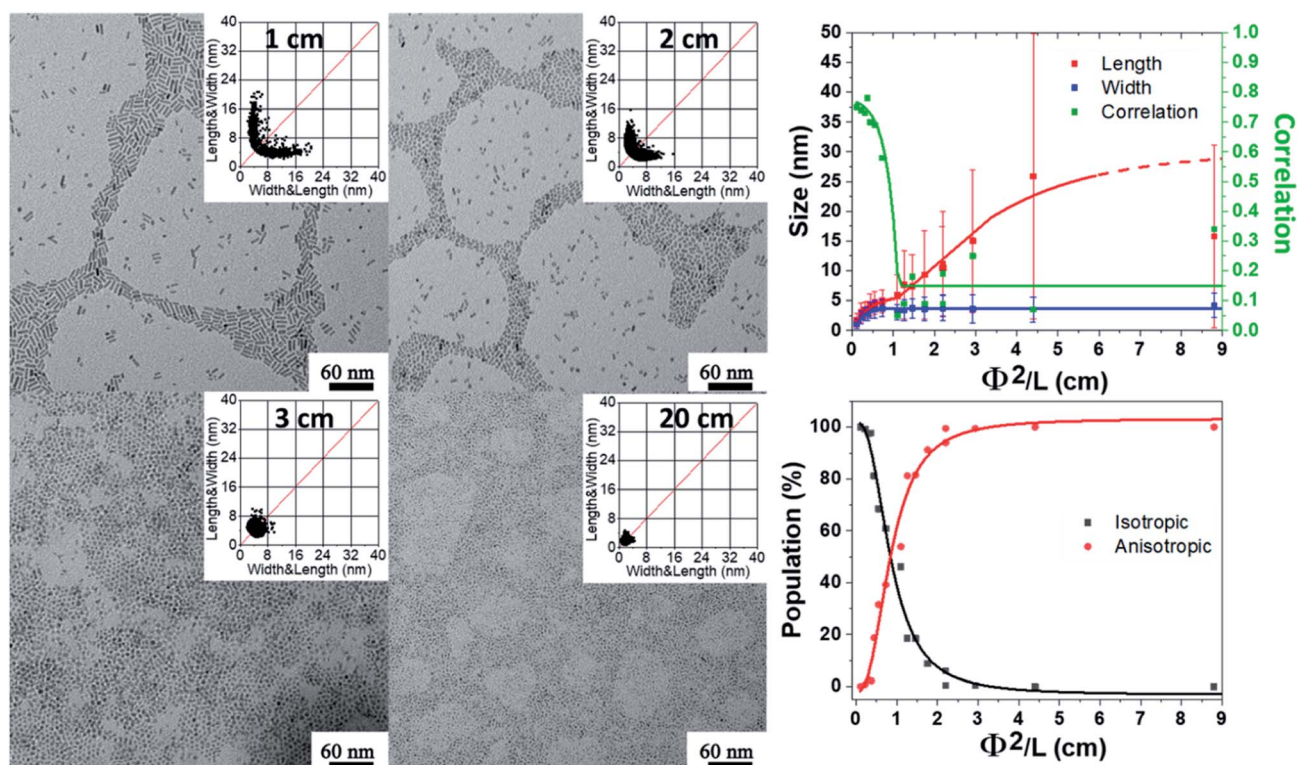 1 cm
40
32
24
16
8
0
0 8 16 24 32 40
Length&Width (nm)
Width&Length (nm)
60 nm
2 cm
40
32
24
16
8
0
0 8 16 24 32 40
Length&Width (nm)
Width&Length (nm)
60 nm
3 cm
40
32
24
16
8
0
0 8 16 24 32 40
Length&Width (nm)
Width&Length (nm)
60 nm
20 cm
40
32
24
16
8
0
0 8 16 24 32 40
Length&Width (nm)
Width&Length (nm)
60 nm
50
45
40
35
30
25
20
15
10
5
0
Size (nm)
Length
Width
Correlation
1.0
0.9
0.8
0.7
0.6
0.5
0.4
0.3
0.2
0.1
0.0
Correlation
0 1 2 3 4 5 6 7 8 9
Φ²/L (cm)
100
80
60
40
20
0
Population (%)
Isotropic
Anisotropic
0 1 2 3 4 5 6 7 8 9
Φ²/L (cm)